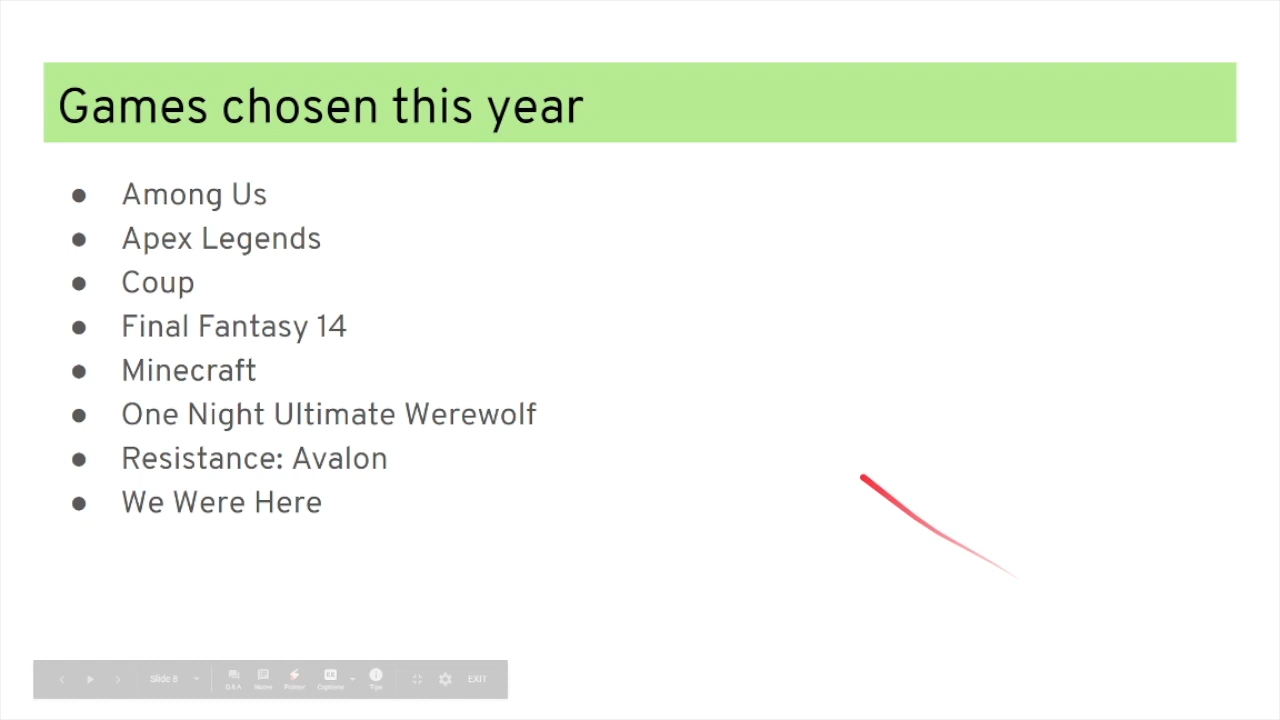 Games chosen this year
● Among Us
● Apex Legends
● Coup
● Final Fantasy 14
● Minecraft
● One Night Ultimate Werewolf
● Resistance: Avalon
● We Were Here
Slide 8
Q&A Notes Pointer Captions Tips EXIT